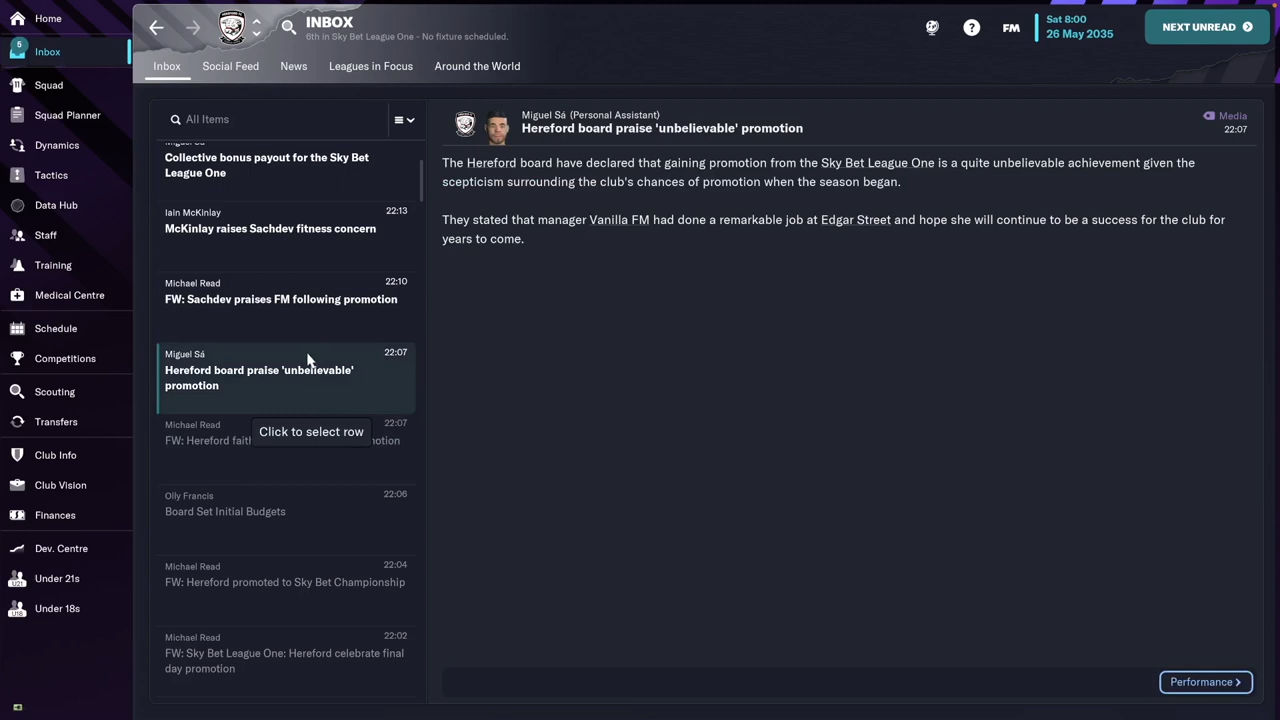 Home
5
Inbox
Squad
Squad Planner
Dynamics
Tactics
Data Hub
Staff
Training
Medical Centre
Schedule
Competitions
Scouting
Transfers
Club Info
Club Vision
Finances
Dev. Centre
U21
Under 21s
U18
Under 18s
INBOX
6th in Sky Bet League One - No fixture scheduled.
FM
Sat 8:00
26 May 2035
NEXT UNREAD
Inbox
Social Feed
News
Leagues in Focus
Around the World
All Items
Miguel Sá
Collective bonus payout for the Sky Bet
League One
Iain McKinlay
22:13
McKinlay raises Sachdev fitness concern
Michael Read
22:10
FW: Sachdev praises FM following promotion
Miguel Sá
22:07
Hereford board praise 'unbelievable'
promotion
Michael Read
22:07
FW: Hereford faith
Click to select row
Olly Francis
22:06
Board Set Initial Budgets
Michael Read
22:04
FW: Hereford promoted to Sky Bet Championship
Michael Read
22:02
FW: Sky Bet League One: Hereford celebrate final
day promotion
Miguel Sá (Personal Assistant)
Hereford board praise 'unbelievable' promotion
Media
22:07
The Hereford board have declared that gaining promotion from the Sky Bet League One is a quite unbelievable achievement given the
scepticism surrounding the club's chances of promotion when the season began.
They stated that manager Vanilla FM had done a remarkable job at Edgar Street and hope she will continue to be a success for the club for
years to come.
Performance